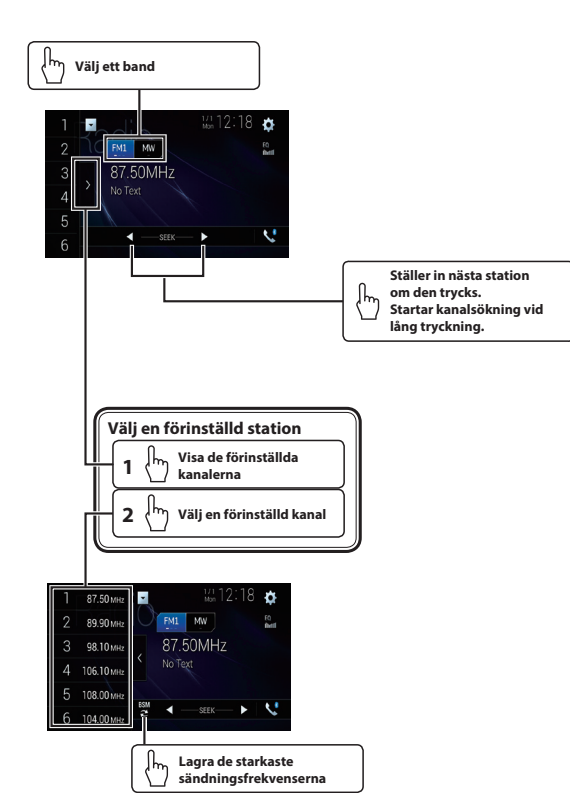 Välj ett band
1
2
3
4
5
6
1/1
Mon
12:18
EQ
FM1
MW
87.50MHz
No Text
SEEK
Ställer in nästa station
om den trycks.
Startar kanalsökning vid
lång tryckning.
Välj en förinställd station
1 Visa de förinställda
kanalerna
2 Välj en förinställd kanal
1 87.50 MHz
2 89.90 MHz
3 98.10 MHz
4 106.10 MHz
5 108.00 MHz
6 104.00 MHz
1/1
Mon
12:18
EQ
FM1
MW
87.50MHz
No Text
BSM
SEEK
Lagra de starkaste
sändningsfrekvenserna